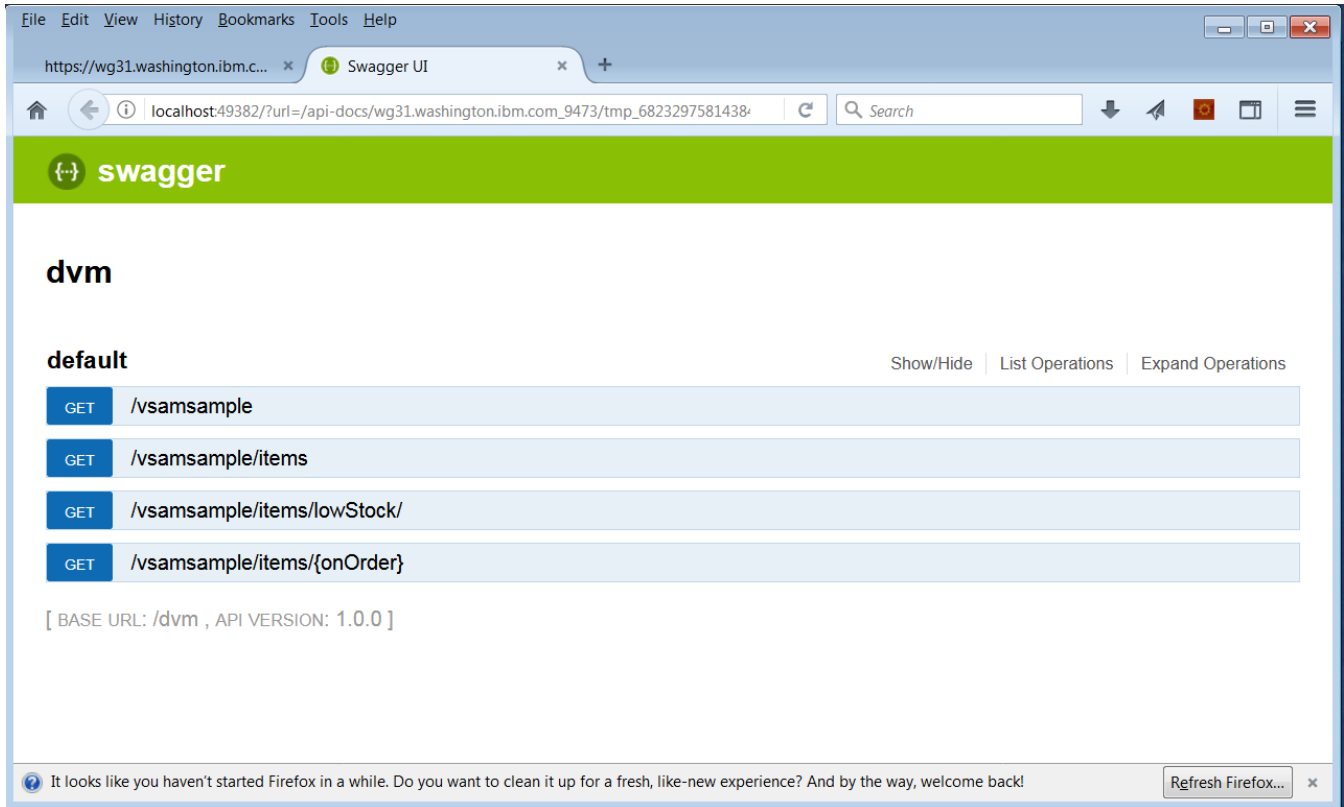 File Edit View History Bookmarks Tools Help
https://wg31.washington.ibm.c... × Swagger UI × +
localhost:49382/?url=/api-docs/wg31.washington.ibm.com_9473/tmp_6823297581438 Search
{···} swagger
dvm
default Show/Hide List Operations Expand Operations
GET /vsamsample
GET /vsamsample/items
GET /vsamsample/items/lowStock/
GET /vsamsample/items/{onOrder}
[ BASE URL: /dvm , API VERSION: 1.0.0 ]
It looks like you haven't started Firefox in a while. Do you want to clean it up for a fresh, like-new experience? And by the way, welcome back! Refresh Firefox... ×